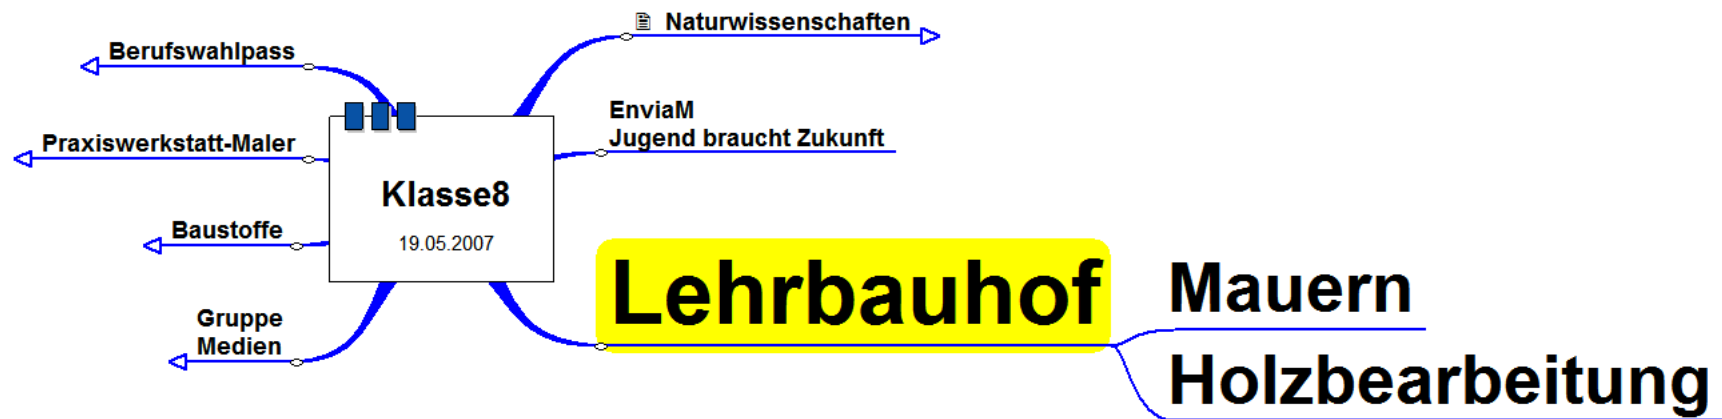 Naturwissenschaften
Berufswahlpass
EnviaM
Jugend braucht Zukunft
Praxiswerkstatt-Maler
Klasse8
19.05.2007
Baustoffe
Lehrbauhof
Mauern
Gruppe
Medien
Holzbearbeitung